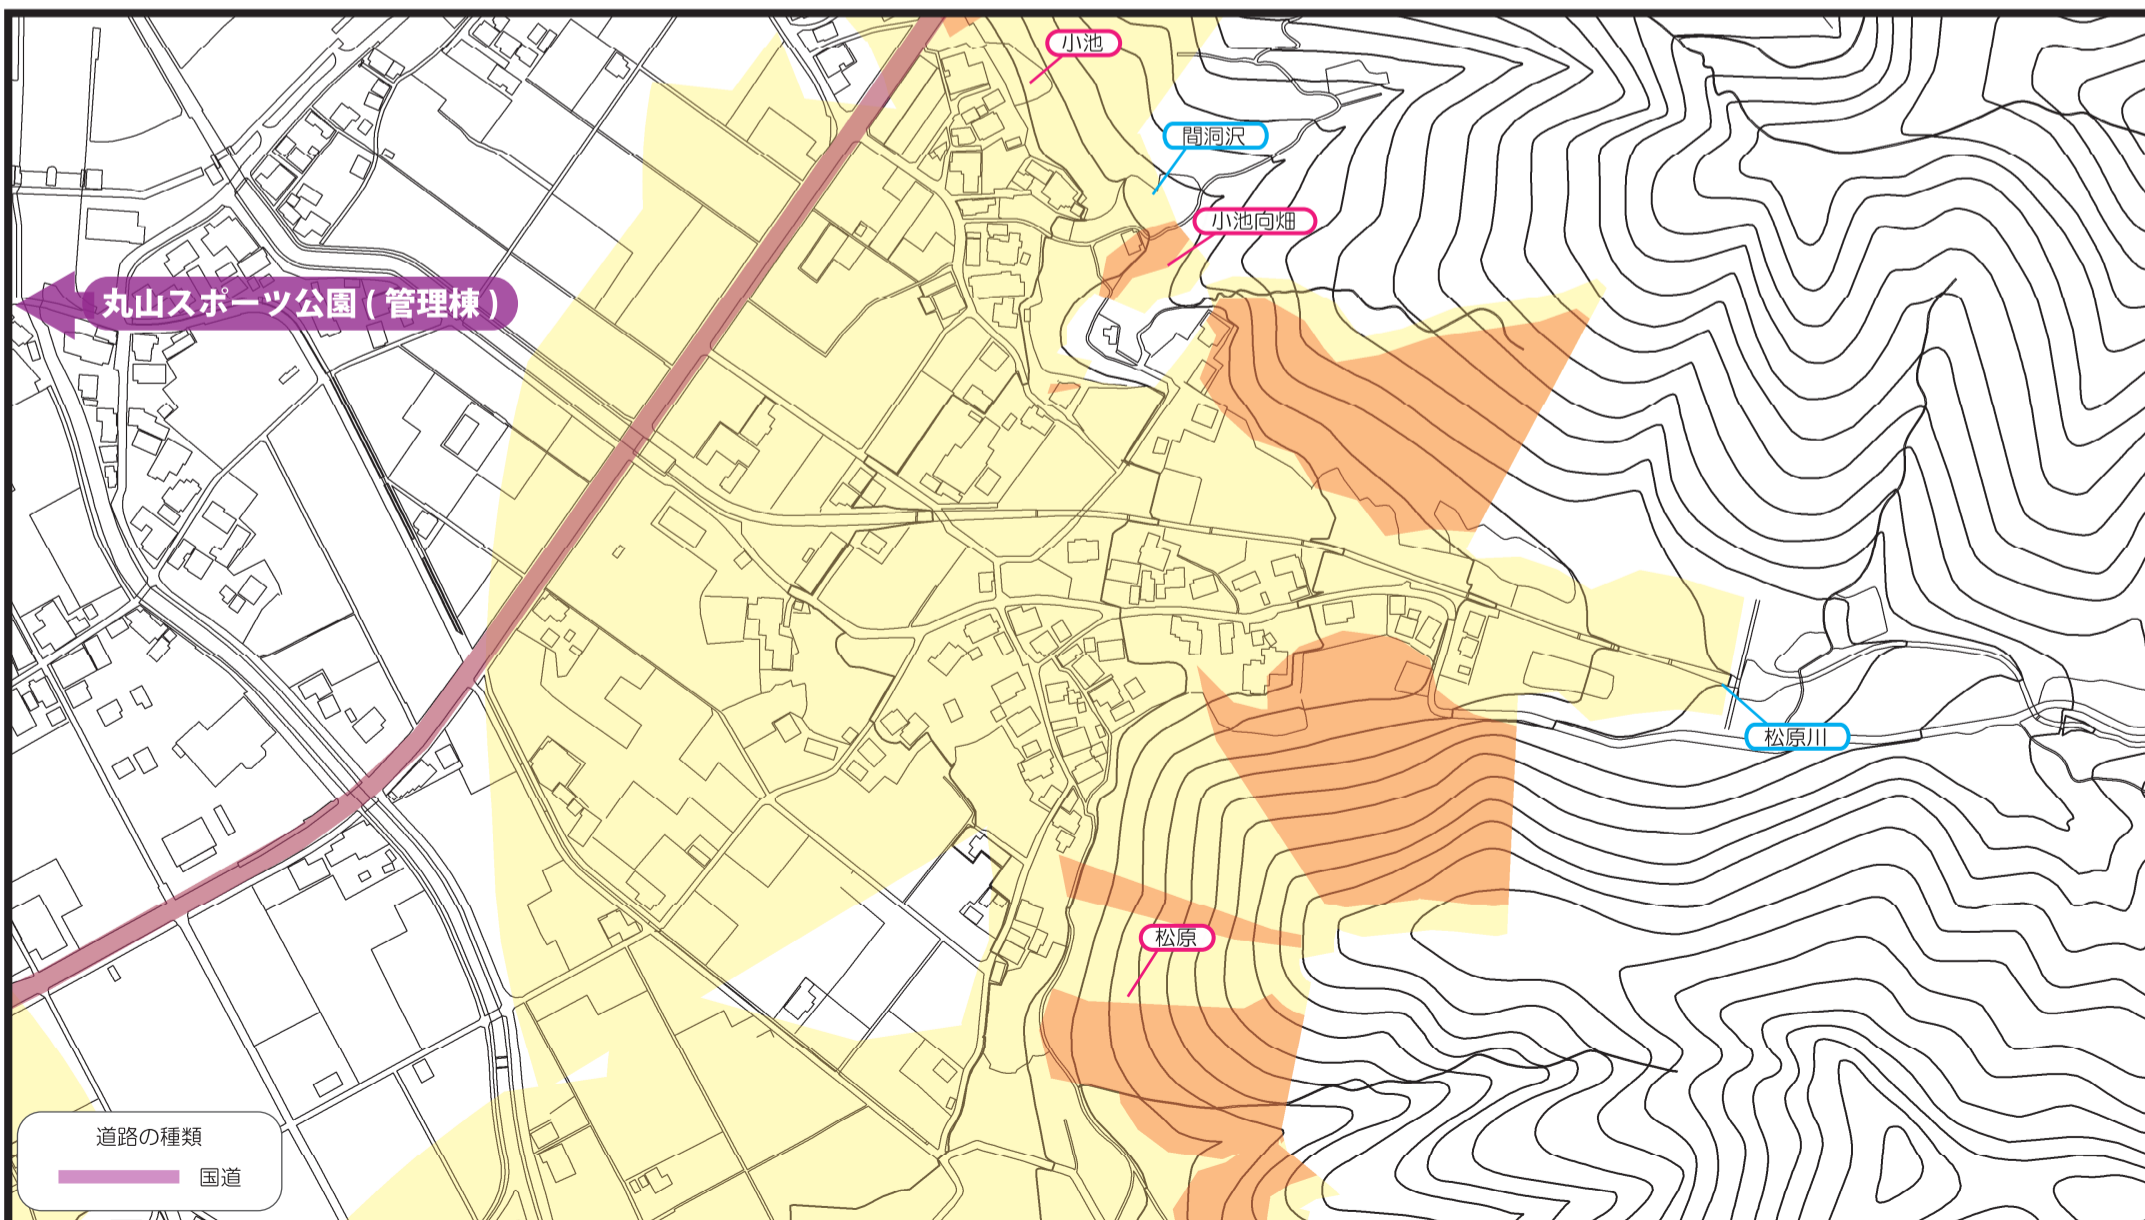 小池
間洞沢
小池向畑
丸山スポーツ公園 ( 管理棟 )
松原川
松原
道路の種類
国道